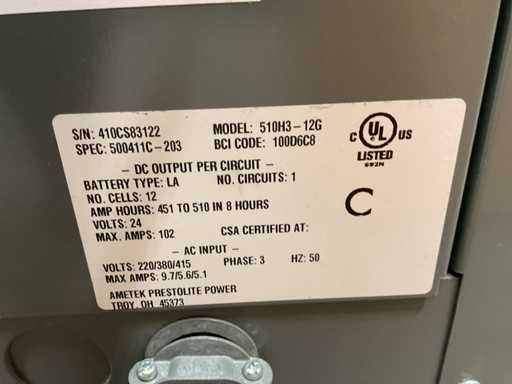 S/N: 410CS83122 MODEL: 510H3-12G
SPEC: 500411C-203 BCI CODE: 100D6C8
- DC OUTPUT PER CIRCUIT -
BATTERY TYPE: LA NO. CIRCUITS: 1
NO. CELLS: 12
AMP HOURS: 451 TO 510 IN 8 HOURS
VOLTS: 24
MAX. AMPS: 102 CSA CERTIFIED AT:
- AC INPUT -
VOLTS: 220/380/415 PHASE: 3 HZ: 50
MAX AMPS: 9.7/5.6/5.1
AMETEK PRESTOLITE POWER
TROY, OH 45373
C UL US
LISTED
692N
C